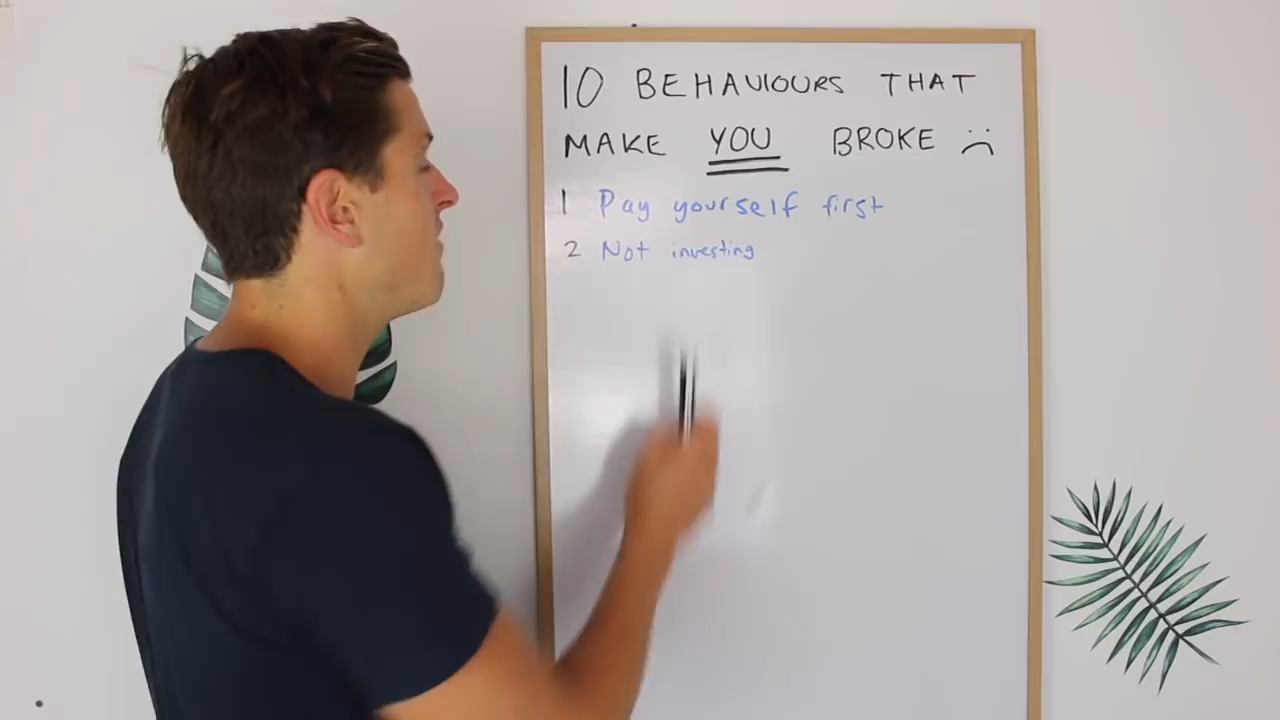 10 BEHAVIOURS THAT
MAKE YOU BROKE :(
1 Pay yourself first
2 Not investing